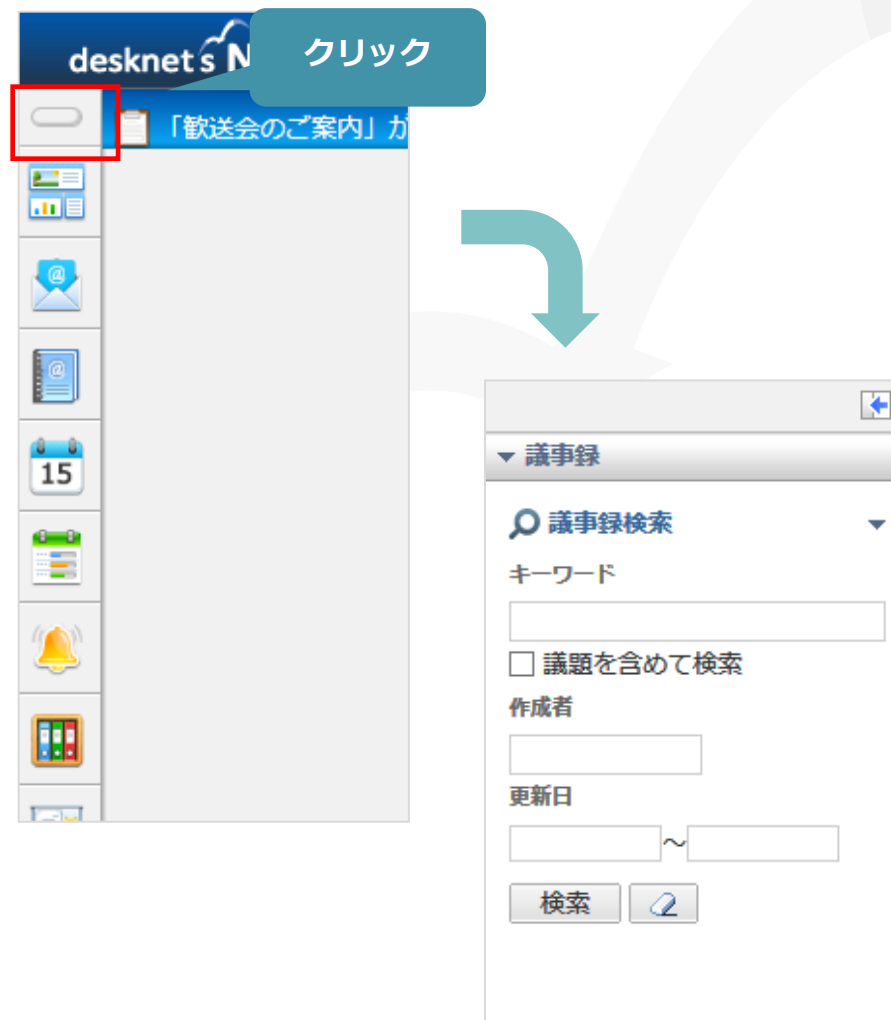 desknet's N
クリック
「歓送会のご案内」が
@
@
15
議事録
議事録検索
キーワード
議題を含めて検索
作成者
更新日
～
検索